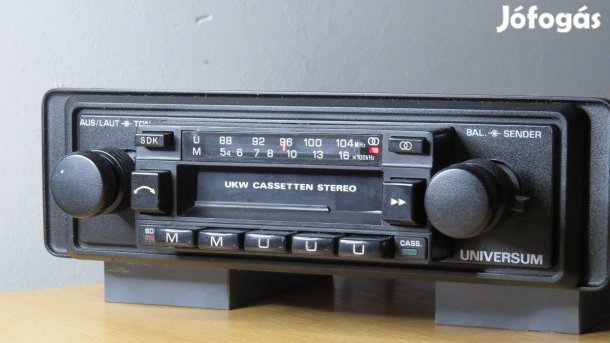 Jófogás
AUS/LAUT TON
BAL. SENDER
SDK
U 88 92 96 100 104 MHz
M 54 6 7 8 10 13 16 x100kHz
UKW CASSETTEN STEREO
SD M M U U U CASS.
UNIVERSUM